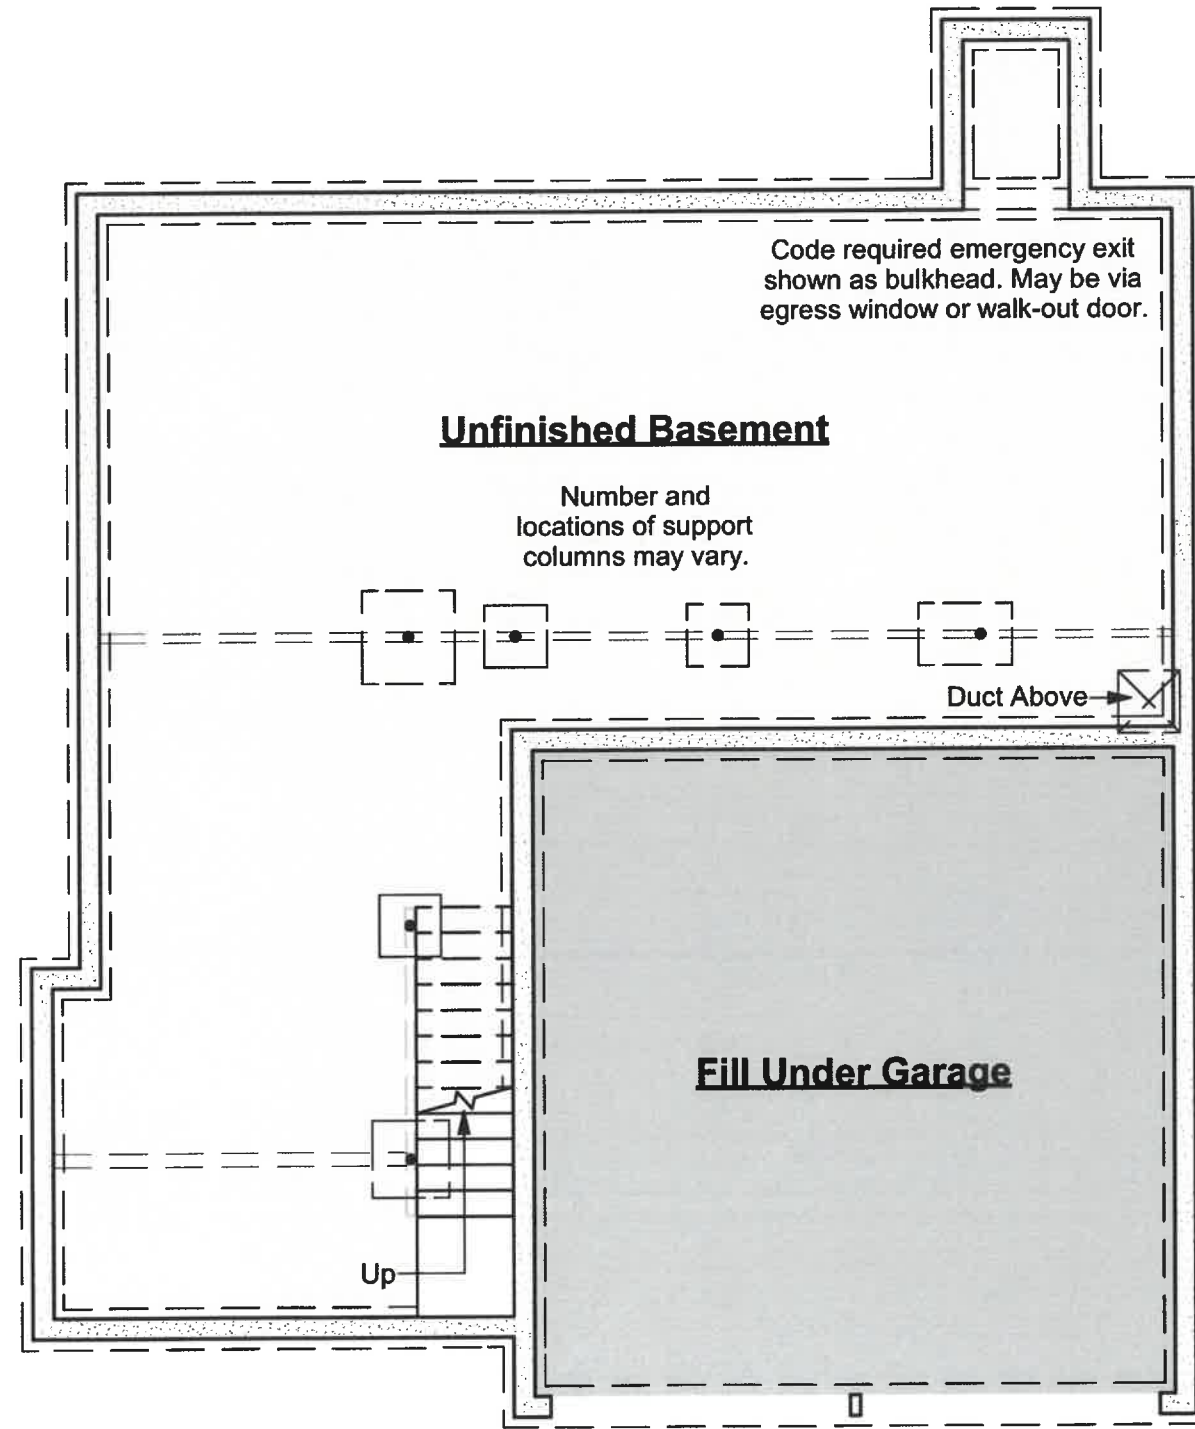 Code required emergency exit
shown as bulkhead. May be via
egress window or walk-out door.
Unfinished Basement
Number and
locations of support
columns may vary.
Duct Above
Fill Under Garage
Up